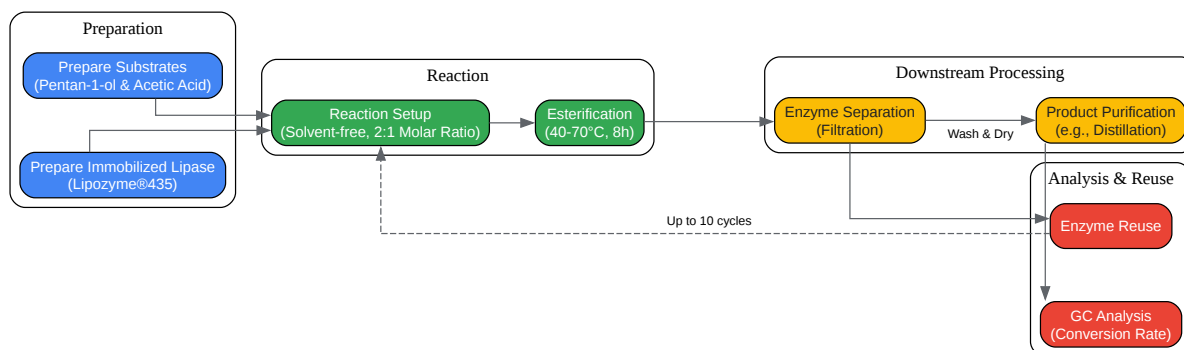 Preparation
Prepare Substrates
(Pentan-1-ol & Acetic Acid)
Prepare Immobilized Lipase
(Lipozyme®435)
Reaction
Reaction Setup
(Solvent-free, 2:1 Molar Ratio)
Esterification
(40-70°C, 8h)
Downstream Processing
Enzyme Separation
(Filtration)
Wash & Dry
Product Purification
(e.g., Distillation)
Analysis & Reuse
Enzyme Reuse
Up to 10 cycles
GC Analysis
(Conversion Rate)